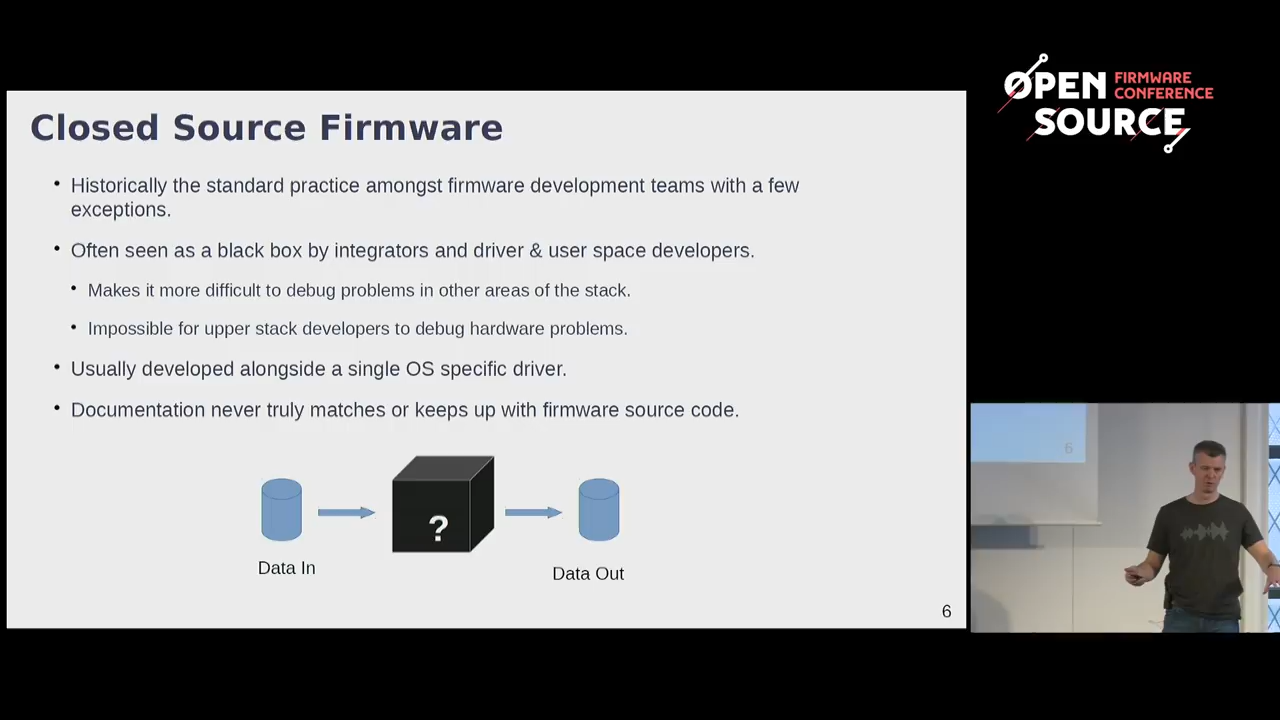 OPEN FIRMWARE
CONFERENCE
SOURCE
Closed Source Firmware
• Historically the standard practice amongst firmware development teams with a few
exceptions.
• Often seen as a black box by integrators and driver & user space developers.
• Makes it more difficult to debug problems in other areas of the stack.
• Impossible for upper stack developers to debug hardware problems.
• Usually developed alongside a single OS specific driver.
• Documentation never truly matches or keeps up with firmware source code.
?
Data In
Data Out
6
6